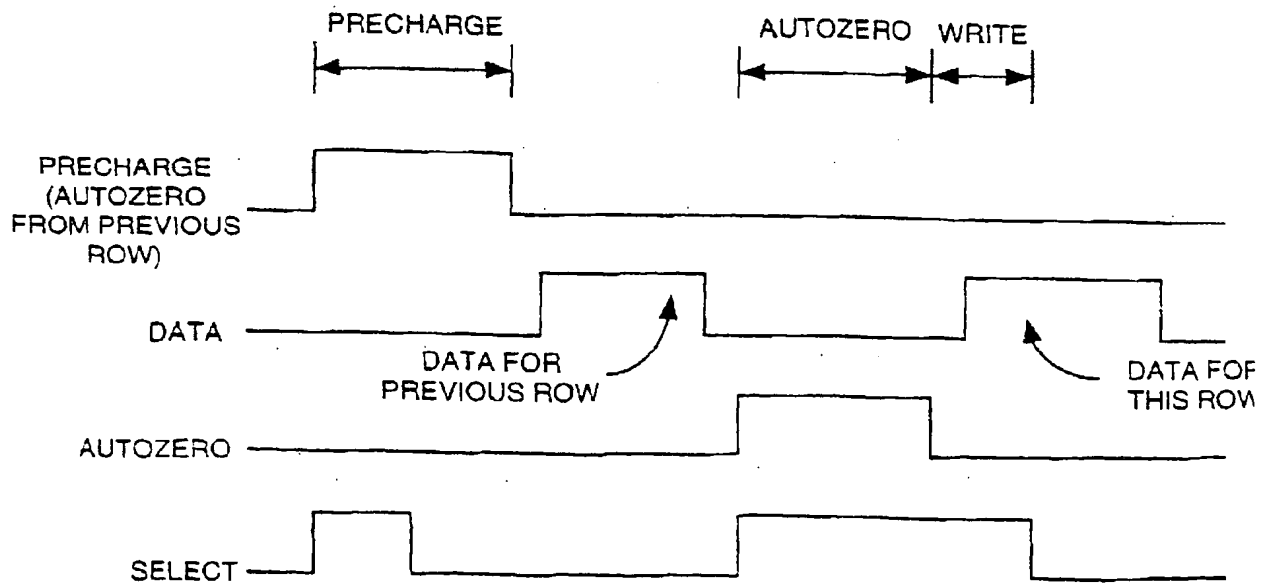 PRECHARGE
AUTOZERO
WRITE
PRECHARGE
(AUTOZERO
FROM PREVIOUS
ROW)
DATA
DATA FOR
PREVIOUS ROW
DATA FOR
THIS ROW
AUTOZERO
SELECT